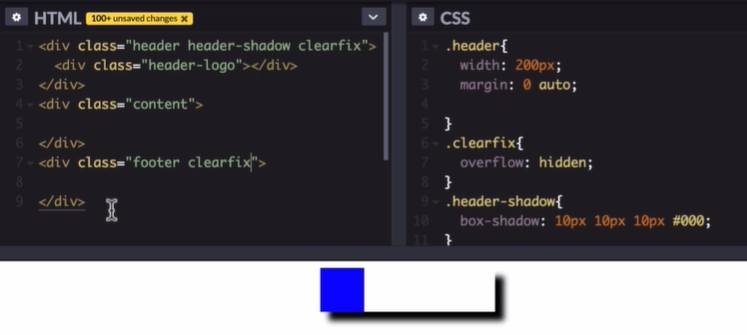 HTML 100+ unsaved changes ×
1 <div class="header header-shadow clearfix">
2 <div class="header-logo"></div>
3 </div>
4 <div class="content">
5
6 </div>
7 <div class="footer clearfix">
8
9 </div>
CSS
1 .header{
2 width: 200px;
3 margin: 0 auto;
4
5 }
6 .clearfix{
7 overflow: hidden;
8 }
9 .header-shadow{
10 box-shadow: 10px 10px 10px #000;
11 }